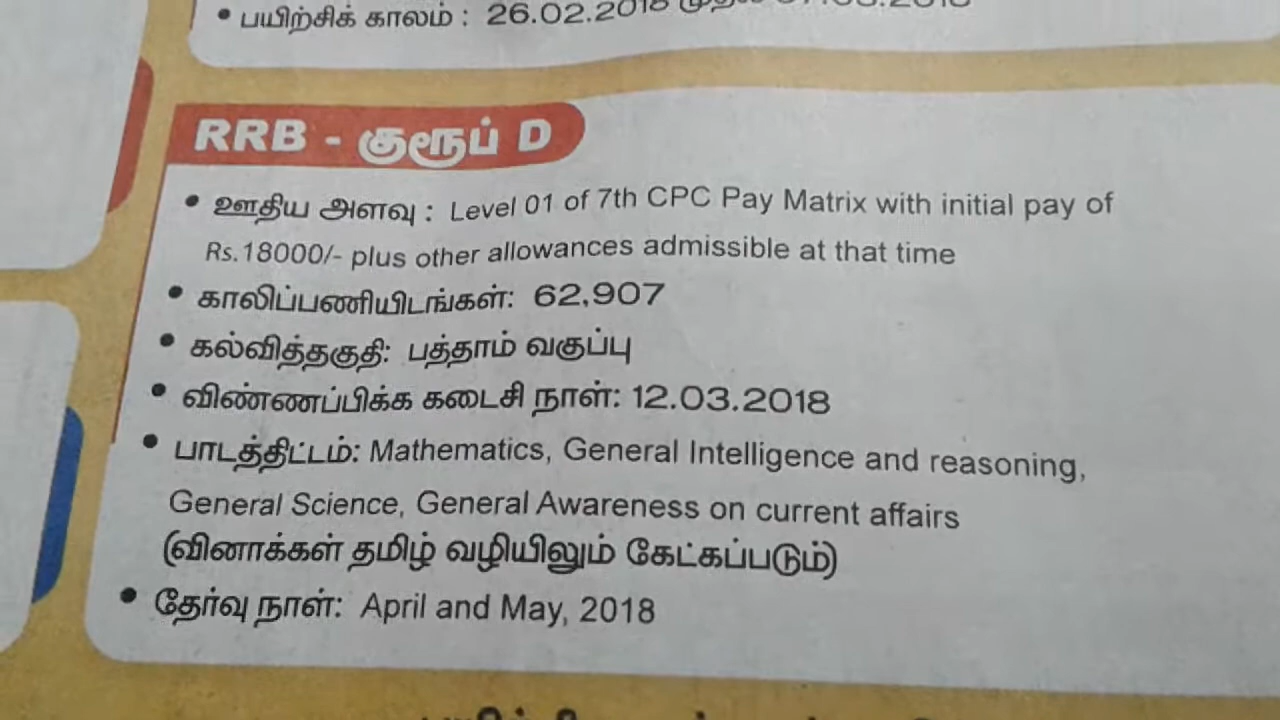 • பயிற்சிக் காலம் : 26.02.2018 முதல்
RRB - குரூப் D
• ஊதிய அளவு : Level 01 of 7th CPC Pay Matrix with initial pay of
Rs.18000/- plus other allowances admissible at that time
• காலிப்பணியிடங்கள்: 62,907
• கல்வித்தகுதி: பத்தாம் வகுப்பு
• விண்ணப்பிக்க கடைசி நாள்: 12.03.2018
• பாடத்திட்டம்: Mathematics, General Intelligence and reasoning,
General Science, General Awareness on current affairs
(வினாக்கள் தமிழ் வழியிலும் கேட்கப்படும்)
• தேர்வு நாள்: April and May, 2018